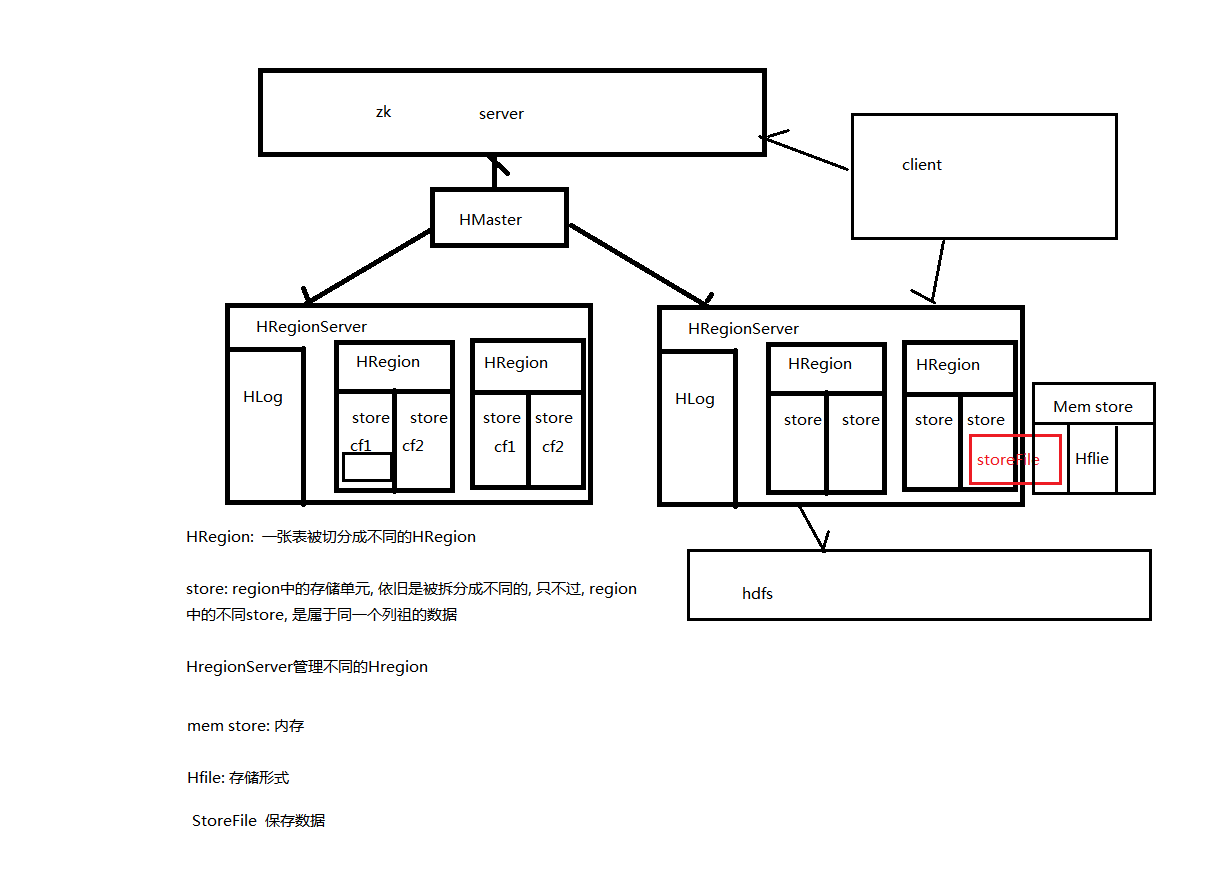 zk server
client
HMaster
HRegionServer
HLog
HRegion
store store
cf1 cf2
HRegion
store store
cf1 cf2
HRegionServer
HLog
HRegion
store store
HRegion
store store
storeFile
Mem store
Hflie
hdfs
HRegion: 一张表被切分成不同的HRegion
store: region中的存储单元, 依旧是被拆分成不同的, 只不过, region
中的不同store, 是属于同一个列祖的数据
HregionServer管理不同的Hregion
mem store: 内存
Hfile: 存储形式
StoreFile 保存数据